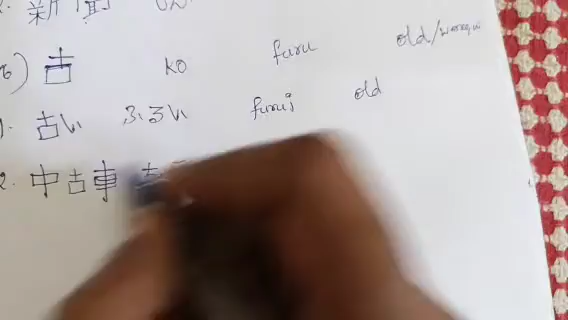 新聞
6) 古 ko furu old/
1. 古い ふるい furui old
2. 中古車